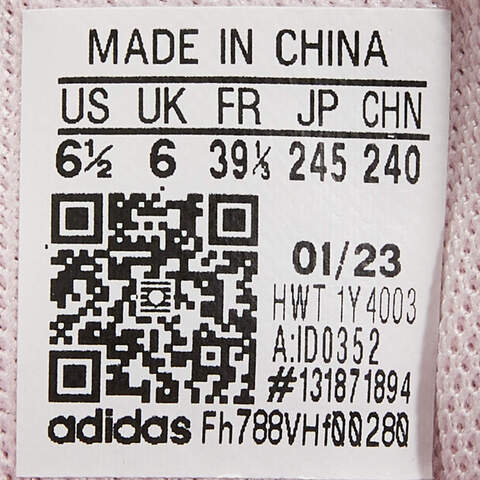 MADE IN CHINA
US UK FR JP CHN
6½ 6 39⅓ 245 240
01/23
HWT 1Y4003
A:ID0352
#131871894
adidas Fh788VHf00280